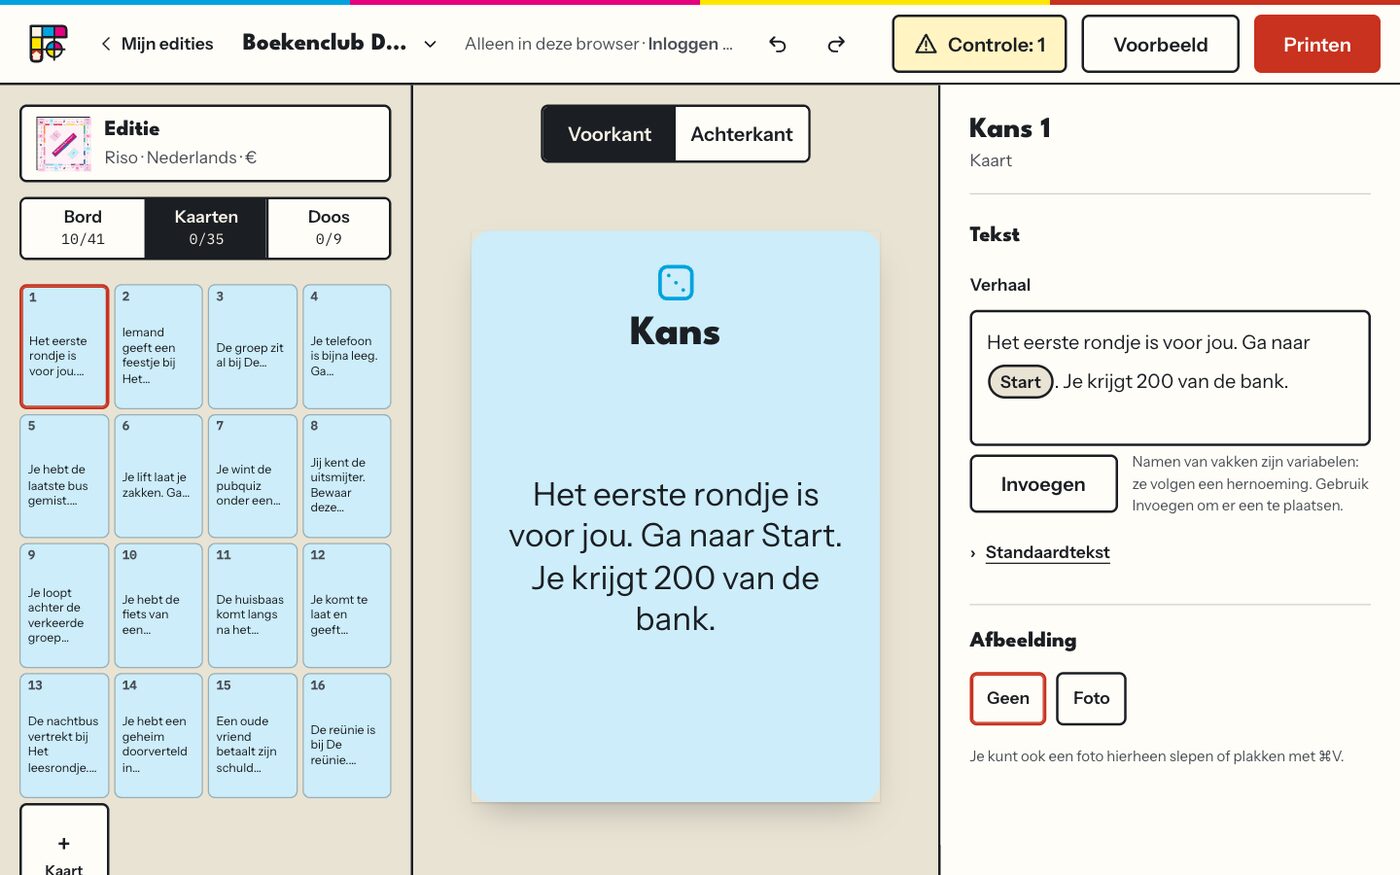 Mijn edities
Boekenclub D...
Alleen in deze browser · Inloggen ...
Controle: 1
Voorbeeld
Printen
Editie
Riso · Nederlands · €
Bord
10/41
Kaarten
0/35
Doos
0/9
1
Het eerste
rondje is
voor jou....
2
Iemand
geeft een
feestje bij
Het...
3
De groep zit
al bij De...
4
Je telefoon
is bijna leeg.
Ga...
5
Je hebt de
laatste bus
gemist....
6
Je lift laat je
zakken. Ga...
7
Je wint de
pubquiz
onder een...
8
Jij kent de
uitsmijter.
Bewaar
deze...
9
Je loopt
achter de
verkeerde
groep...
10
Je hebt de
fiets van
een...
11
De huisbaas
komt langs
na het...
12
Je komt te
laat en
geeft...
13
De nachtbus
vertrekt bij
Het
leesrondje....
14
Je hebt een
geheim
doorverteld
in...
15
Een oude
vriend
betaalt zijn
schuld...
16
De reünie is
bij De
reünie....
+
Kaart
Voorkant
Achterkant
Kans
Het eerste rondje is
voor jou. Ga naar Start.
Je krijgt 200 van de
bank.
Kans 1
Kaart
Tekst
Verhaal
Het eerste rondje is voor jou. Ga naar
Start. Je krijgt 200 van de bank.
Invoegen
Namen van vakken zijn variabelen:
ze volgen een hernoeming. Gebruik
Invoegen om er een te plaatsen.
› Standaardtekst
Afbeelding
Geen
Foto
Je kunt ook een foto hierheen slepen of plakken met ⌘V.